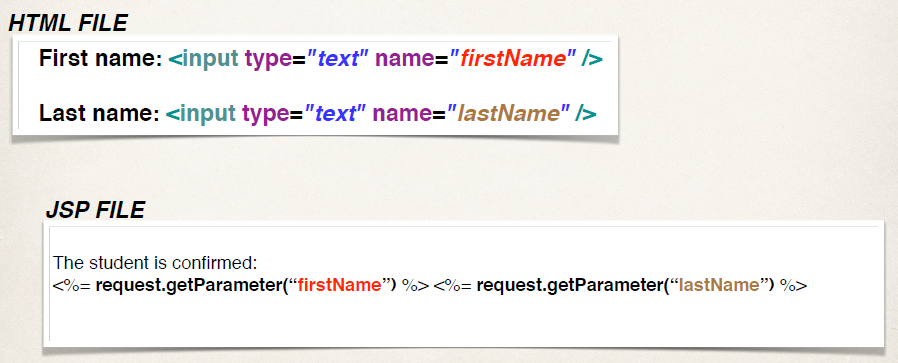 HTML FILE
First name: <input type="text" name="firstName" />
Last name: <input type="text" name="lastName" />
JSP FILE
The student is confirmed:
<%= request.getParameter(“firstName”) %> <%= request.getParameter(“lastName”) %>